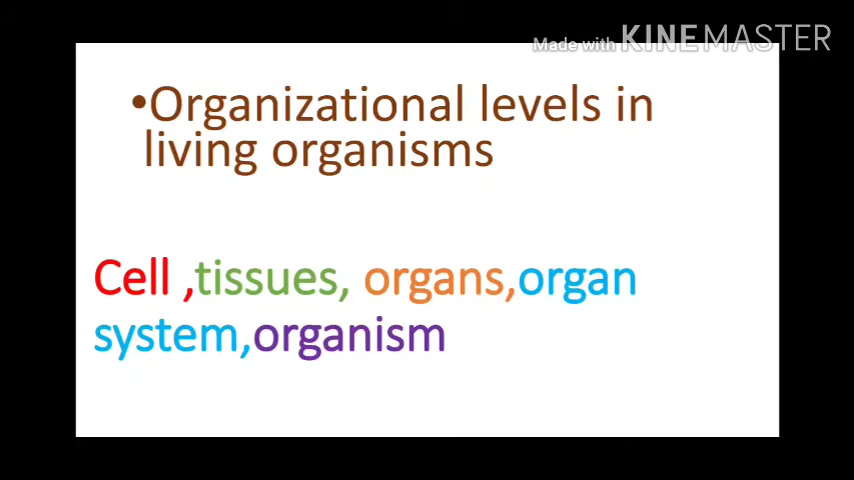 Made with KINEMASTER
•Organizational levels in
living organisms
Cell ,tissues, organs,organ
system,organism